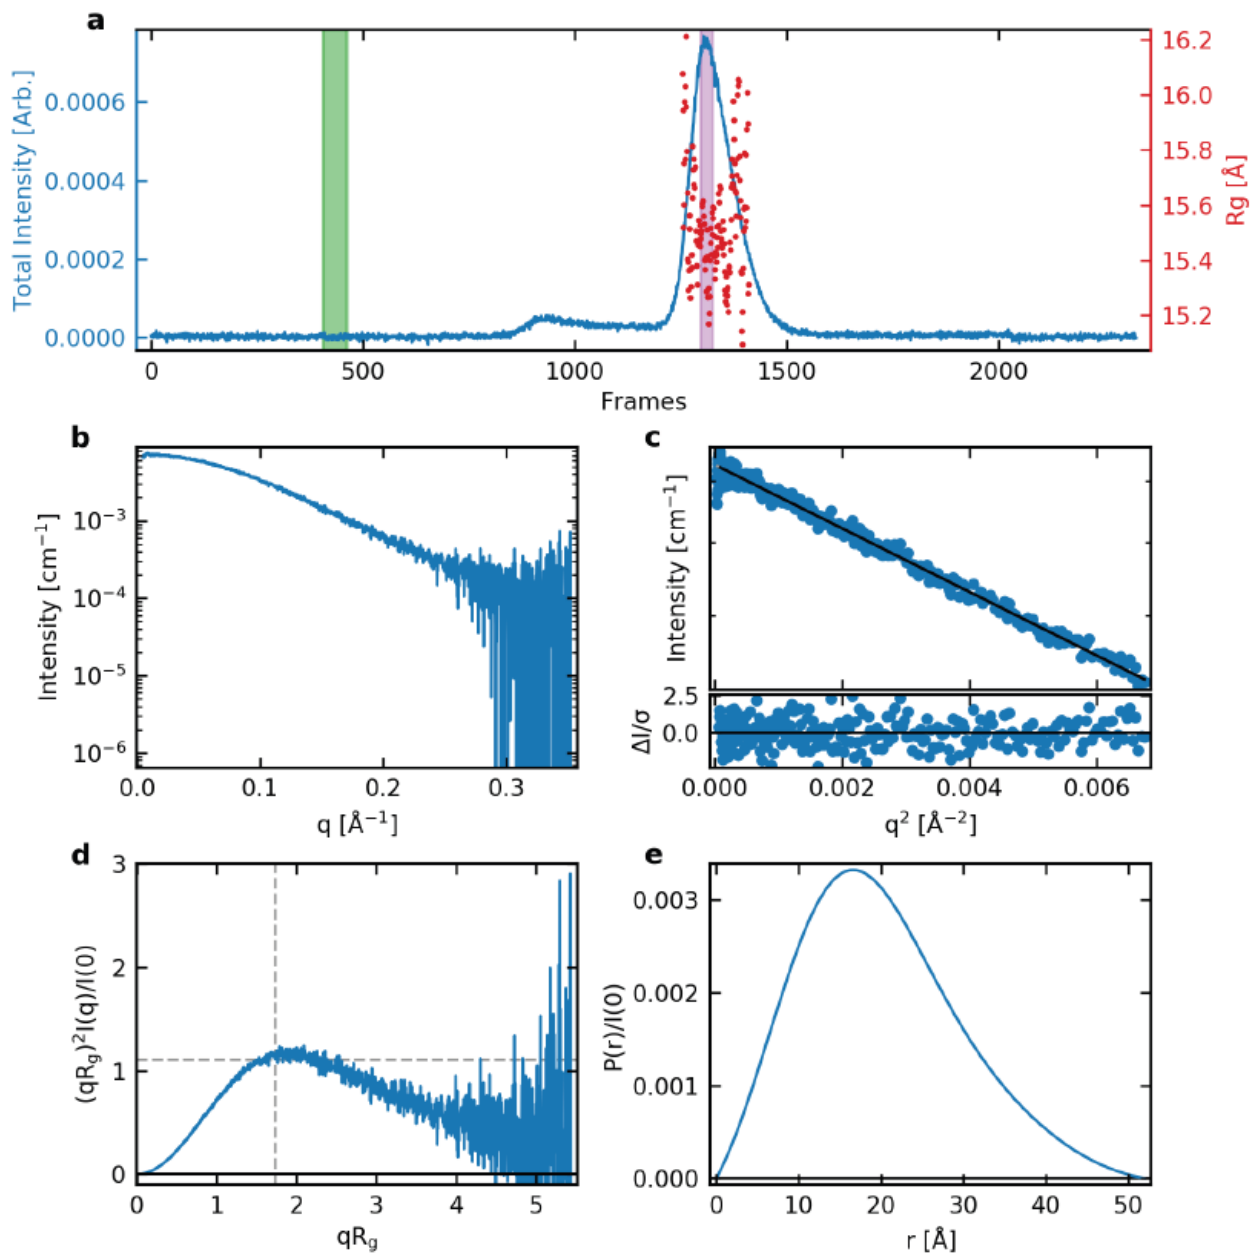 a
Total Intensity [Arb.]
0.0006
0.0004
0.0002
0.0000
16.2
16.0
15.8
15.6
15.4
15.2
Rg [Å]
0 500 1000 1500 2000
Frames
b
Intensity [cm⁻¹]
10⁻³
10⁻⁴
10⁻⁵
10⁻⁶
0.0 0.1 0.2 0.3
q [Å⁻¹]
c
Intensity [cm⁻¹]
2.5
0.0
ΔI/σ
0.000 0.002 0.004 0.006
q² [Å⁻²]
d
(qR_g)²I(q)/I(0)
3
2
1
0
0 1 2 3 4 5
qR_g
e
P(r)/I(0)
0.003
0.002
0.001
0.000
0 10 20 30 40 50
r [Å]